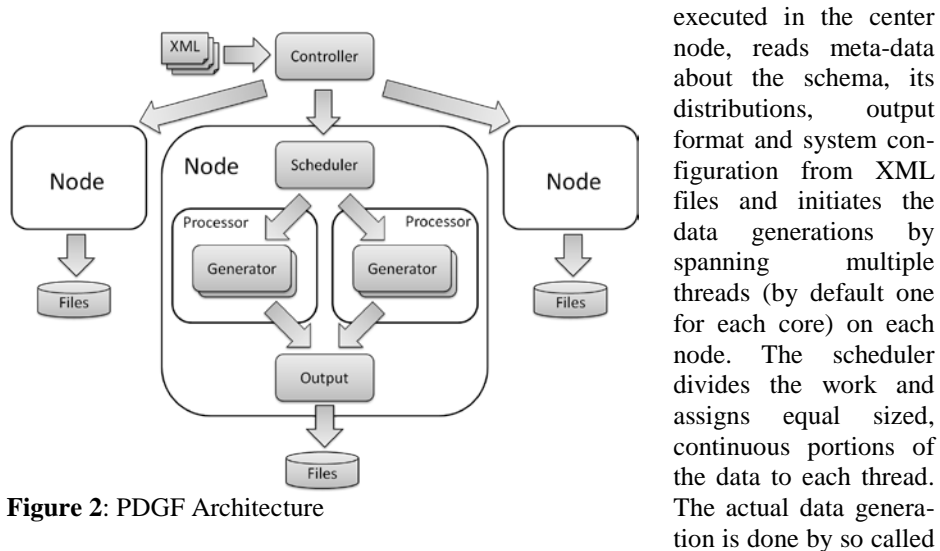 XML
Controller
Node
Node
Scheduler
Node
Processor
Processor
Generator
Generator
Files
Files
Output
Files
Figure 2: PDGF Architecture
executed in the center
node, reads meta-data
about the schema, its
distributions, output
format and system con-
figuration from XML
files and initiates the
data generations by
spanning multiple
threads (by default one
for each core) on each
node. The scheduler
divides the work and
assigns equal sized,
continuous portions of
the data to each thread.
The actual data genera-
tion is done by so called